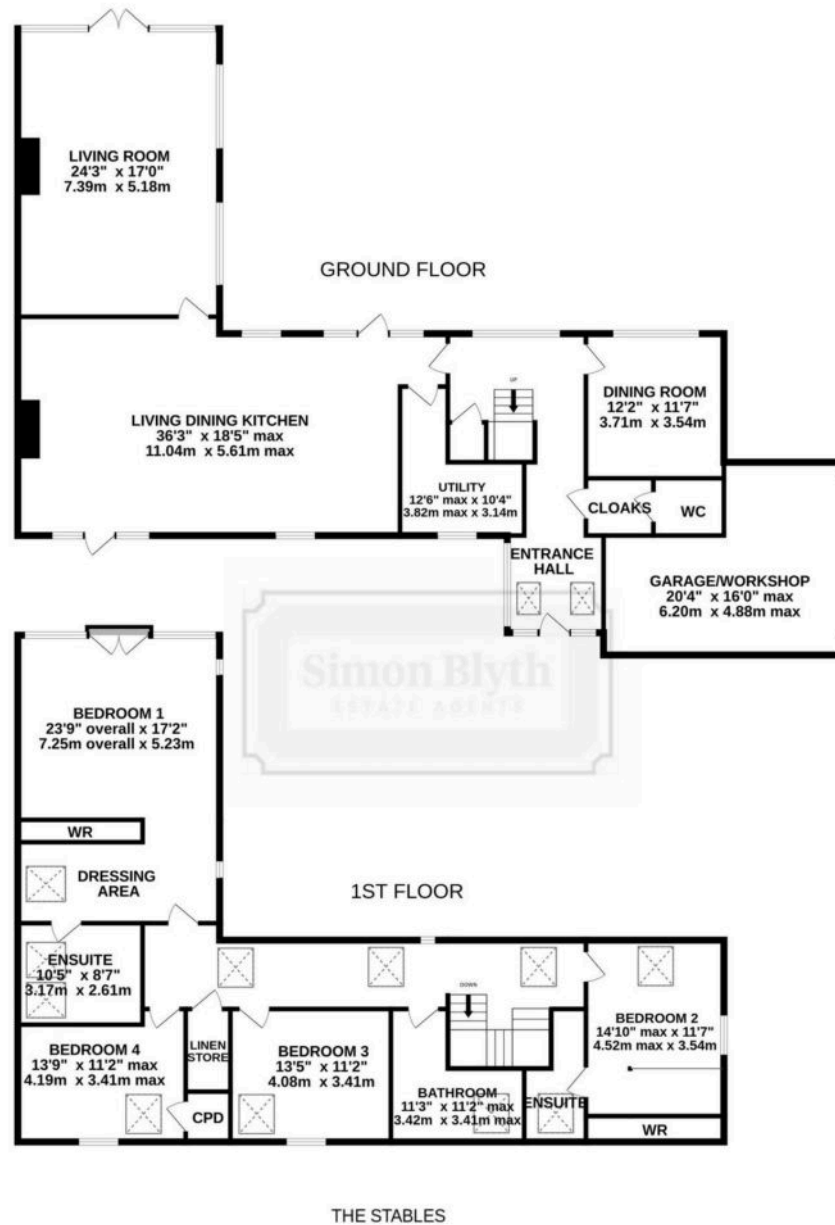 LIVING ROOM
24'3" x 17'0"
7.39m x 5.18m
GROUND FLOOR
LIVING DINING KITCHEN
36'3" x 18'5" max
11.04m x 5.61m max
UP
DINING ROOM
12'2" x 11'7"
3.71m x 3.54m
UTILITY
12'6" max x 10'4"
3.82m max x 3.14m
CLOAKS
WC
ENTRANCE
HALL
GARAGE/WORKSHOP
20'4" x 16'0" max
6.20m x 4.88m max
Simon Blyth
ESTATE AGENTS
BEDROOM 1
23'9" overall x 17'2"
7.25m overall x 5.23m
WR
DRESSING
AREA
1ST FLOOR
ENSUITE
10'5" x 8'7"
3.17m x 2.61m
DOWN
BEDROOM 2
14'10" max x 11'7"
4.52m max x 3.54m
BEDROOM 4
13'9" x 11'2" max
4.19m x 3.41m max
LINEN
STORE
CPD
BEDROOM 3
13'5" x 11'2"
4.08m x 3.41m
BATHROOM
11'3" x 11'2" max
3.42m x 3.41m max
ENSUITE
WR
THE STABLES